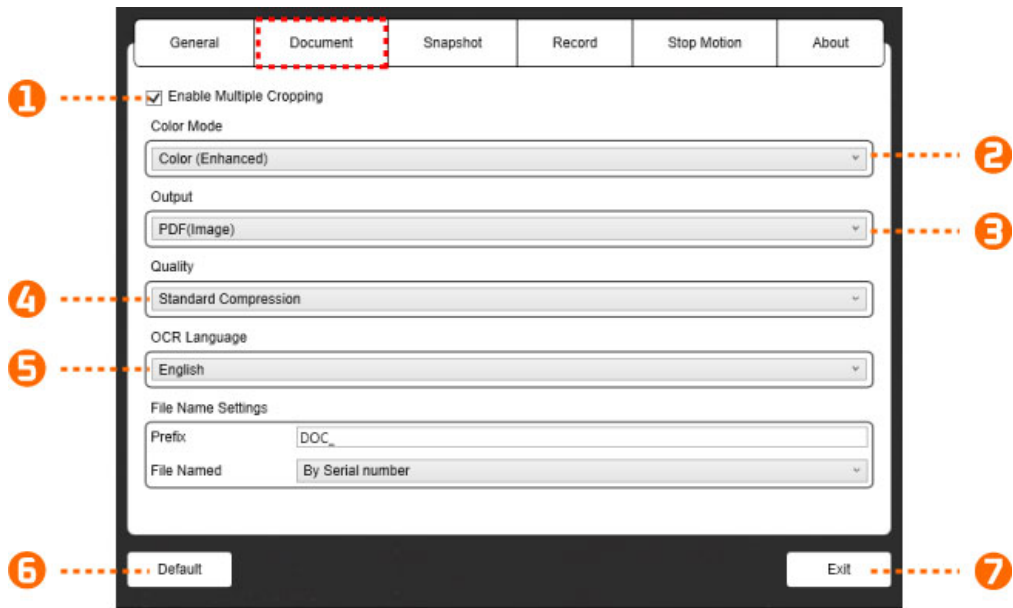 General Document Snapshot Record Stop Motion About
1 Enable Multiple Cropping
Color Mode
Color (Enhanced) 2
Output
PDF(Image) 3
Quality
4 Standard Compression
OCR Language
5 English
File Name Settings
Prefix DOC_
File Named By Serial number
6 Default Exit 7